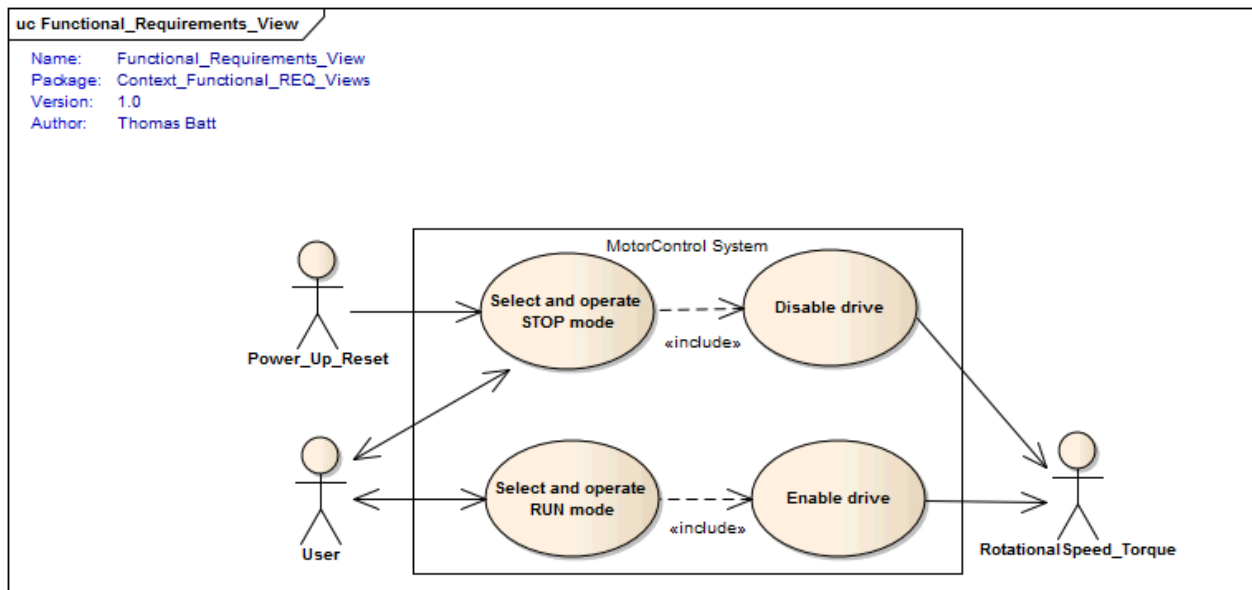 uc Functional_Requirements_View
Name: Functional_Requirements_View
Package: Context_Functional_REQ_Views
Version: 1.0
Author: Thomas Batt
MotorControl System
Select and operate
STOP mode
Disable drive
«include»
Power_Up_Reset
Select and operate
RUN mode
Enable drive
«include»
User
RotationalSpeed_Torque